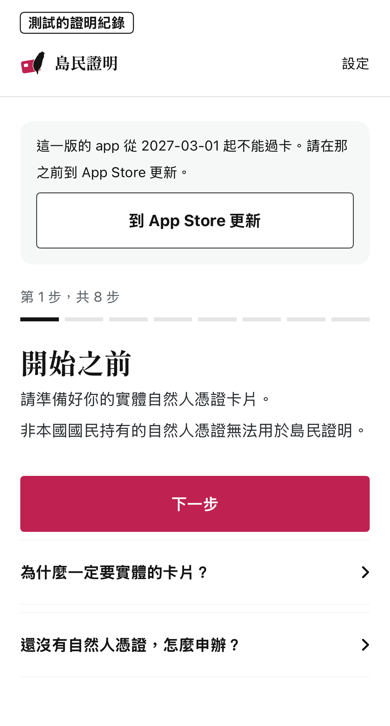 測試的證明紀錄
島民證明
設定
這一版的 app 從 2027-03-01 起不能過卡。請在那
之前到 App Store 更新。
到 App Store 更新
第 1 步，共 8 步
開始之前
請準備好你的實體自然人憑證卡片。
非本國國民持有的自然人憑證無法用於島民證明。
下一步
為什麼一定要實體的卡片？
還沒有自然人憑證，怎麼申辦？